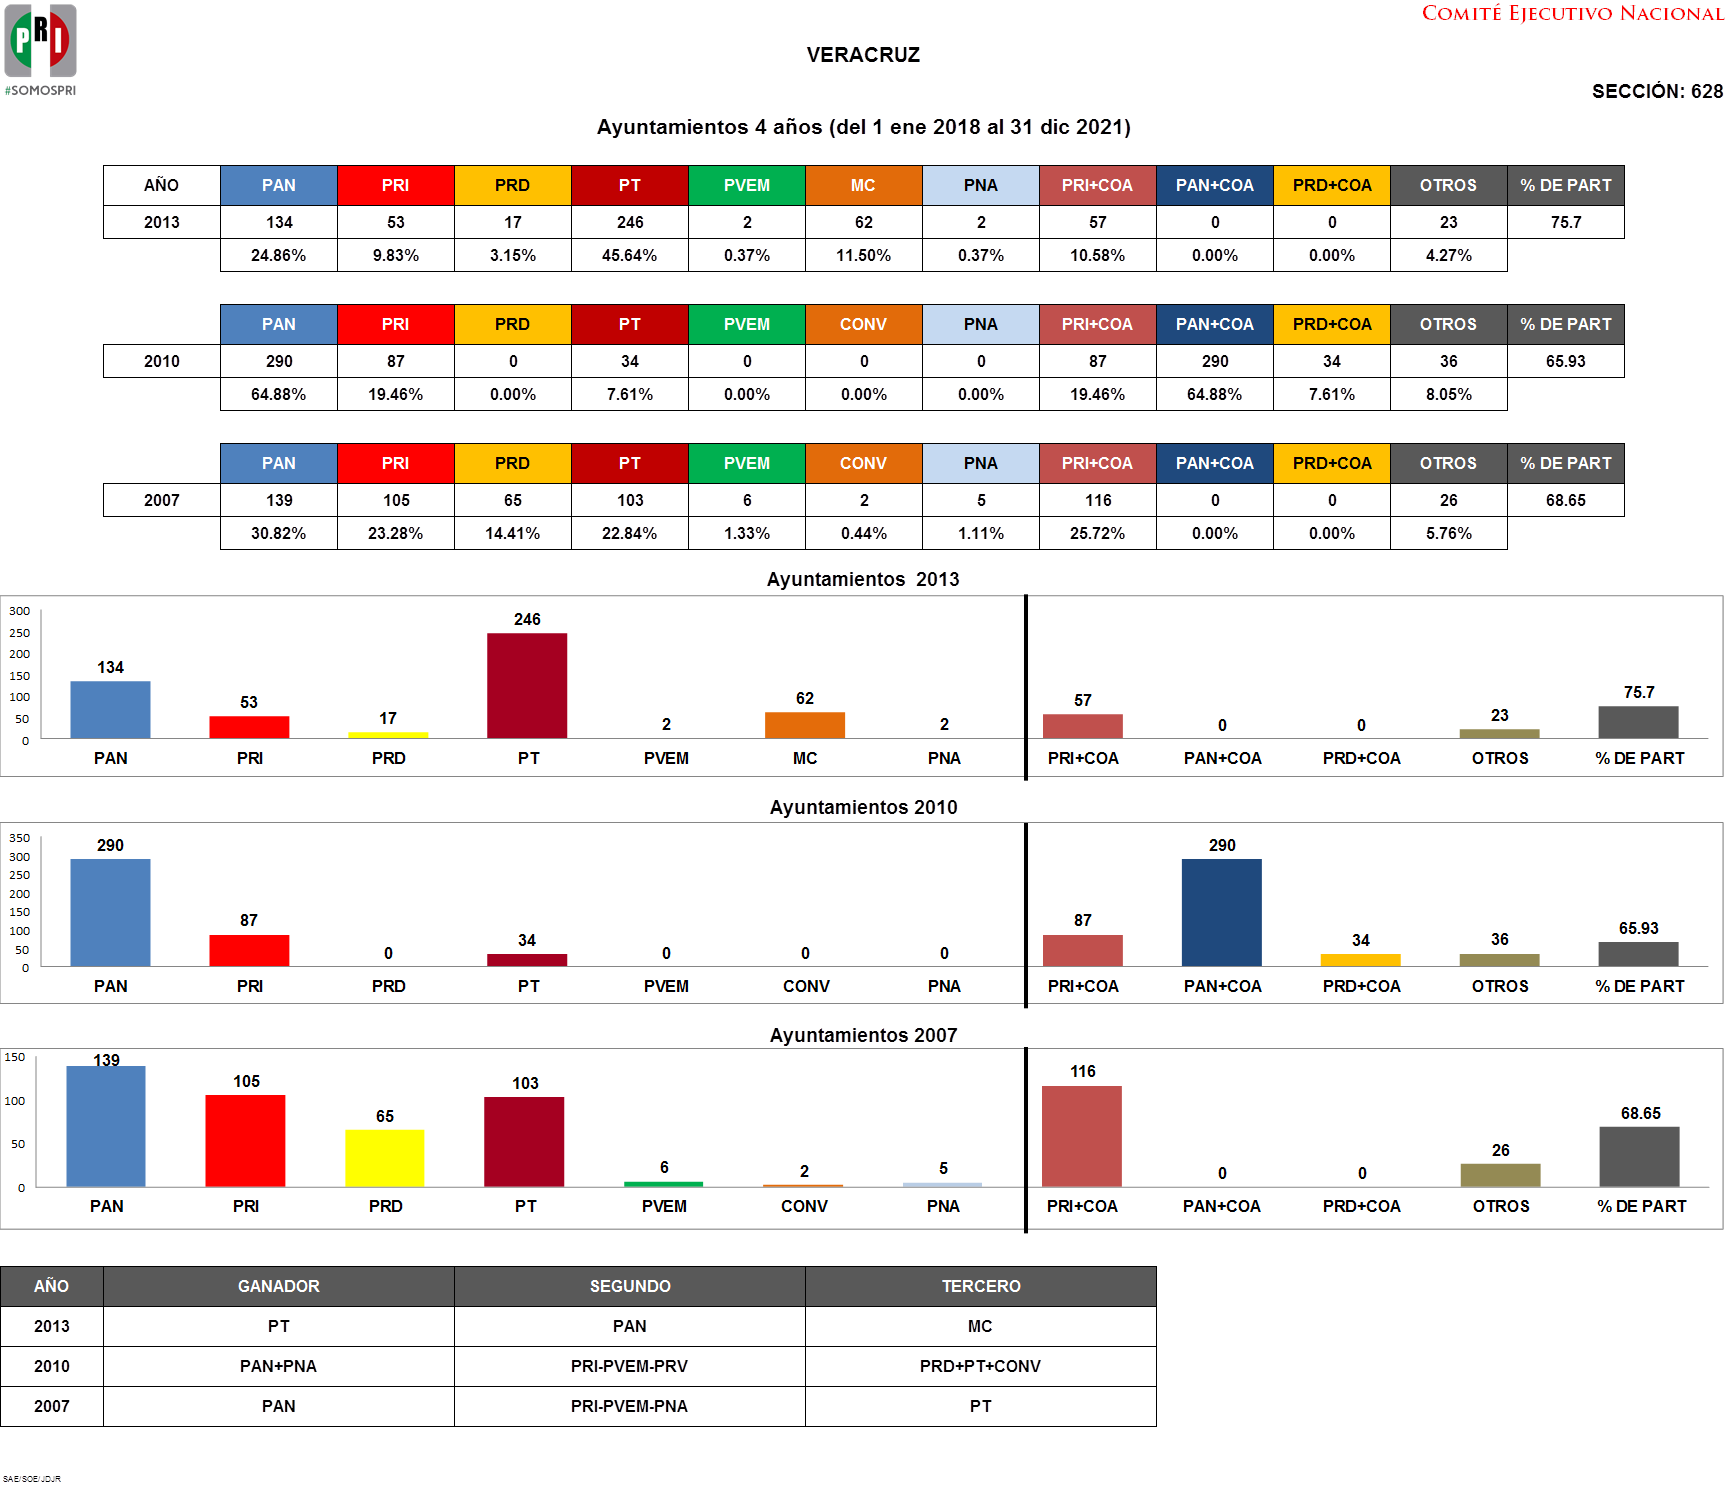 PRI
#SOMOSPRI
COMITÉ EJECUTIVO NACIONAL
VERACRUZ
SECCIÓN: 628
Ayuntamientos 4 años (del 1 ene 2018 al 31 dic 2021)
AÑO PAN PRI PRD PT PVEM MC PNA PRI+COA PAN+COA PRD+COA OTROS % DE PART
2013 134 53 17 246 2 62 2 57 0 0 23 75.7
24.86% 9.83% 3.15% 45.64% 0.37% 11.50% 0.37% 10.58% 0.00% 0.00% 4.27%
PAN PRI PRD PT PVEM CONV PNA PRI+COA PAN+COA PRD+COA OTROS % DE PART
2010 290 87 0 34 0 0 0 87 290 34 36 65.93
64.88% 19.46% 0.00% 7.61% 0.00% 0.00% 0.00% 19.46% 64.88% 7.61% 8.05%
PAN PRI PRD PT PVEM CONV PNA PRI+COA PAN+COA PRD+COA OTROS % DE PART
2007 139 105 65 103 6 2 5 116 0 0 26 68.65
30.82% 23.28% 14.41% 22.84% 1.33% 0.44% 1.11% 25.72% 0.00% 0.00% 5.76%
Ayuntamientos 2013
300
250
200
150
100
50
0
134 53 17 246 2 62 2 57 0 0 23 75.7
PAN PRI PRD PT PVEM MC PNA PRI+COA PAN+COA PRD+COA OTROS % DE PART
Ayuntamientos 2010
350
300
250
200
150
100
50
0
290 87 0 34 0 0 0 87 290 34 36 65.93
PAN PRI PRD PT PVEM CONV PNA PRI+COA PAN+COA PRD+COA OTROS % DE PART
Ayuntamientos 2007
150
100
50
0
139 105 65 103 6 2 5 116 0 0 26 68.65
PAN PRI PRD PT PVEM CONV PNA PRI+COA PAN+COA PRD+COA OTROS % DE PART
AÑO GANADOR SEGUNDO TERCERO
2013 PT PAN MC
2010 PAN+PNA PRI-PVEM-PRV PRD+PT+CONV
2007 PAN PRI-PVEM-PNA PT
SAE/SOE/JDJR